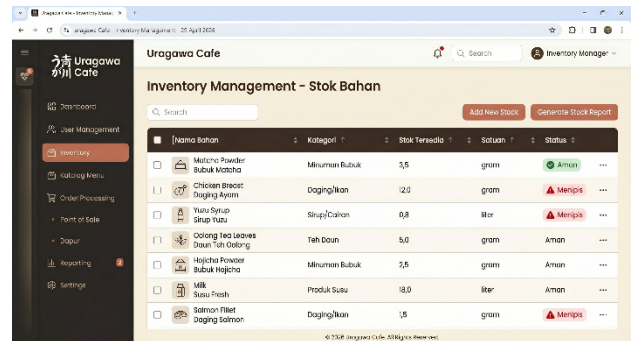 Uragawa Cafe - Inventory Manag
Uragawa Cafe
Search
Inventory Manager
Uragawa
Cafe
Inventory Management - Stok Bahan
Search
Add New Stock
Generate Stock Report
Dashboard
User Management
Inventory
Katalog Menu
Order Processing
Point of Sale
Dapur
Reporting
Settings
[Nama Bahan Kategori ↑ Stok Tersedia ↑ Satuan ↑ Status
Matcha Powder
Bubuk Matcha
Minuman Bubuk 3,5 gram Aman
Chicken Breast
Daging Ayam
Daging/Ikan 12,0 gram Menipis
Yuzu Syrup
Sirup Yuzu
Sirup/Cairan 0,8 liter Menipis
Oolong Tea Leaves
Daun Teh Oolong
Teh Daun 5,0 gram Aman
Hojicha Powder
Bubuk Hojicha
Minuman Bubuk 2,5 gram Aman
Milk
Susu Fresh
Produk Susu 18,0 liter Aman
Salmon Fillet
Daging Salmon
Daging/Ikan 1,5 gram Menipis
© 2026 Uragawa Cafe. All Rights Reserved.